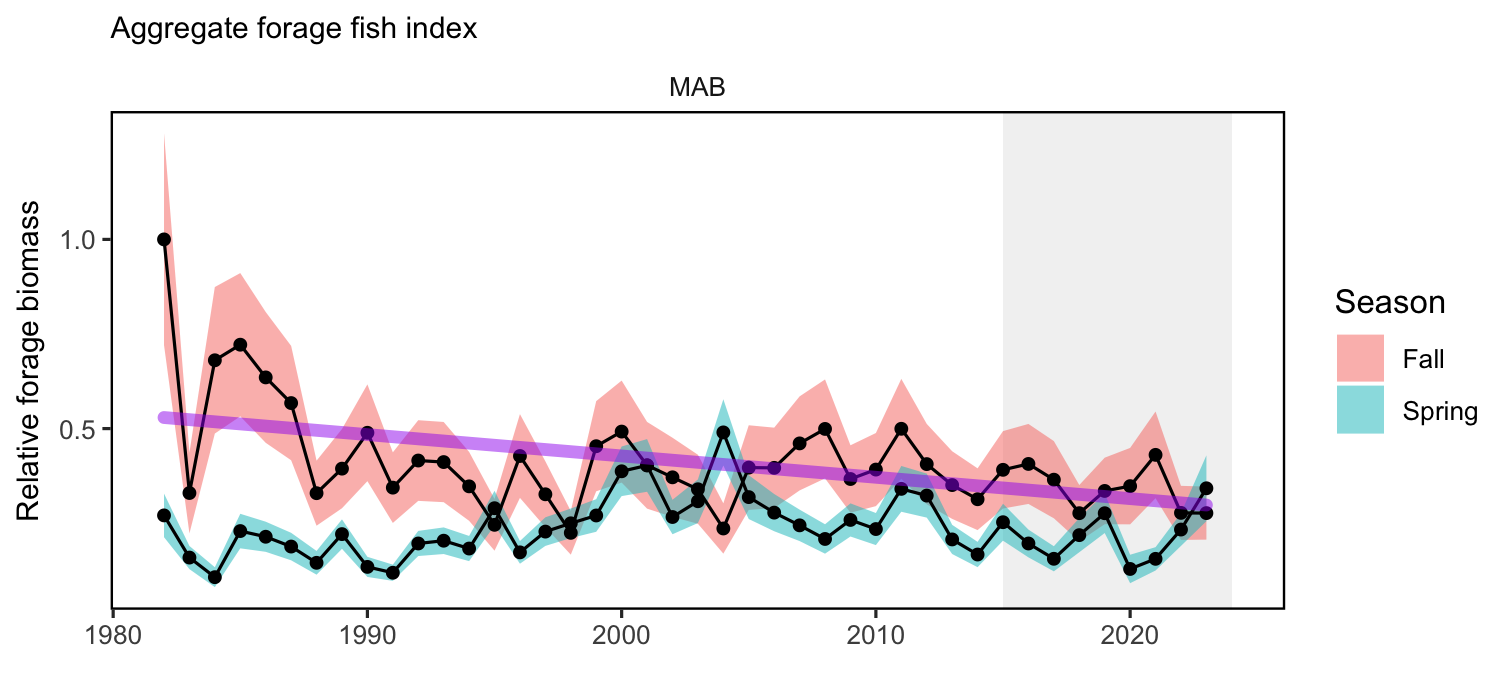 Aggregate forage fish index
MAB
Relative forage biomass
1.0
0.5
1980 1990 2000 2010 2020
Season
Fall
Spring